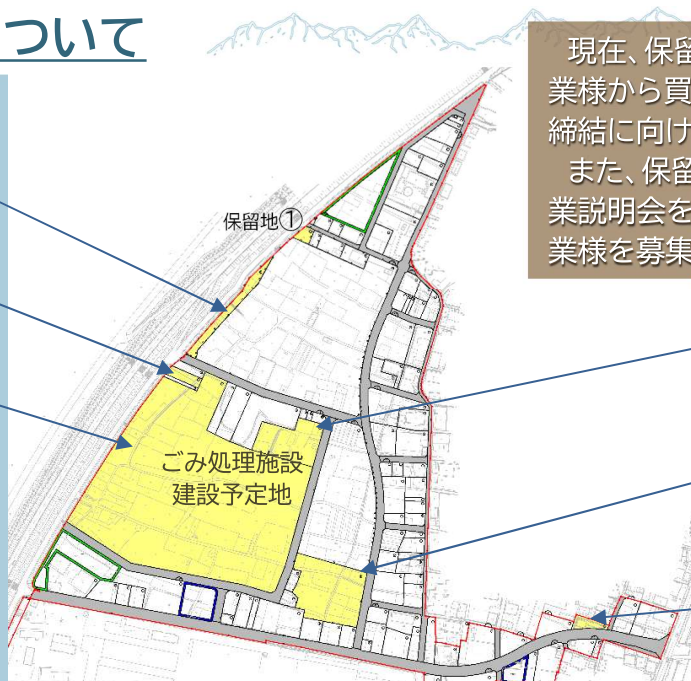 ついて
現在、保留
業様から買
締結に向け
また、保留
業説明会を
業様を募集
保留地①
ごみ処理施設
建設予定地